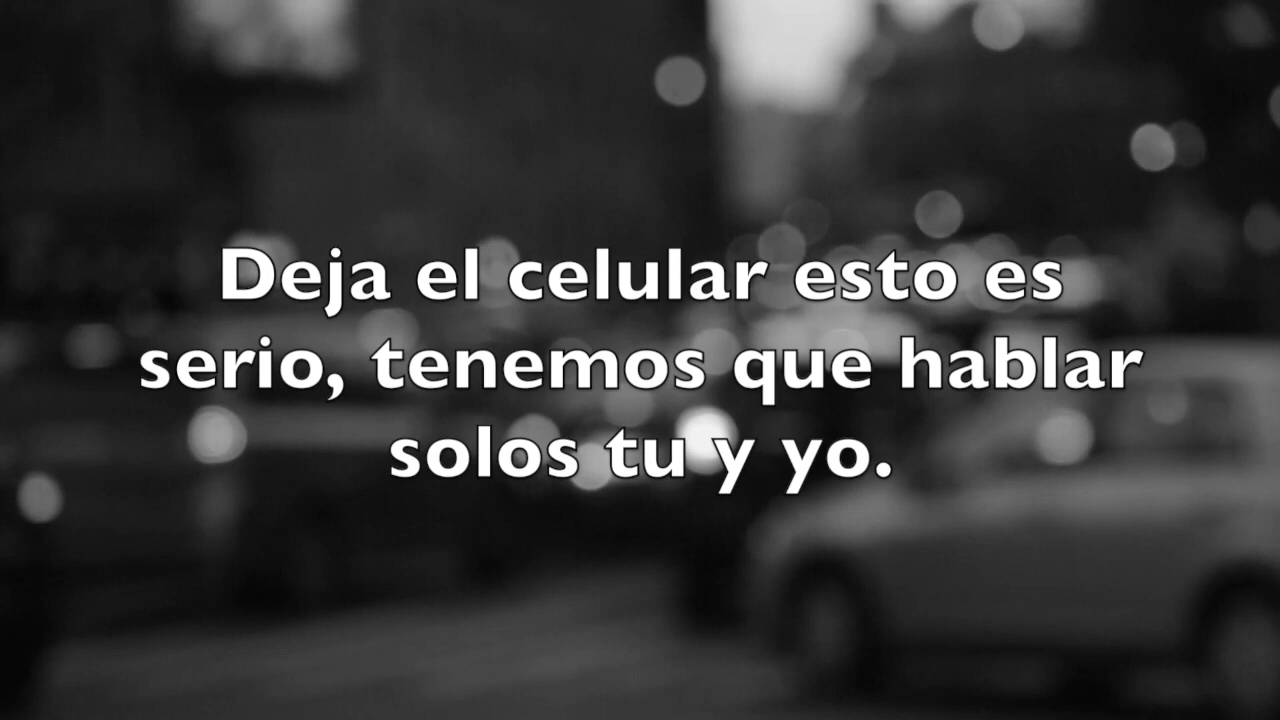 Deja el celular esto es
serio, tenemos que hablar
solos tu y yo.